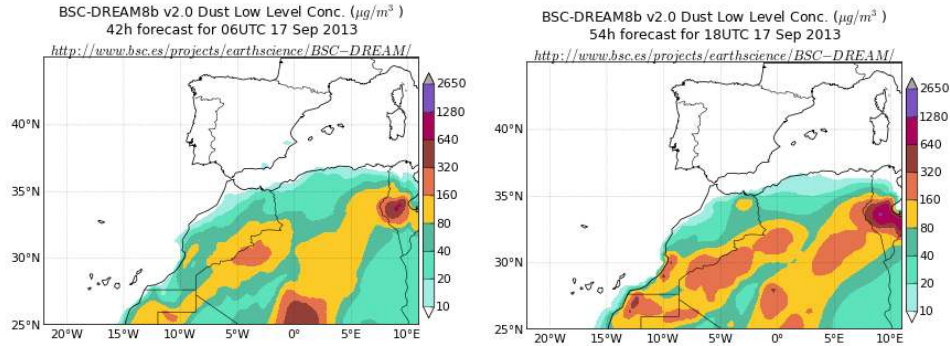 BSC-DREAM8b v2.0 Dust Low Level Conc. (μg/m³ )
42h forecast for 06UTC 17 Sep 2013
http://www.bsc.es/projects/earthscience/BSC−DREAM/
40°N
35°N
30°N
25°N
20°W
15°W
10°W
5°W
0°E
5°E
10°E
2650
1280
640
320
160
80
40
20
10
BSC-DREAM8b v2.0 Dust Low Level Conc. (μg/m³ )
54h forecast for 18UTC 17 Sep 2013
http://www.bsc.es/projects/earthscience/BSC−DREAM/
40°N
35°N
30°N
25°N
20°W
15°W
10°W
5°W
0°E
5°E
10°E
2650
1280
640
320
160
80
40
20
10